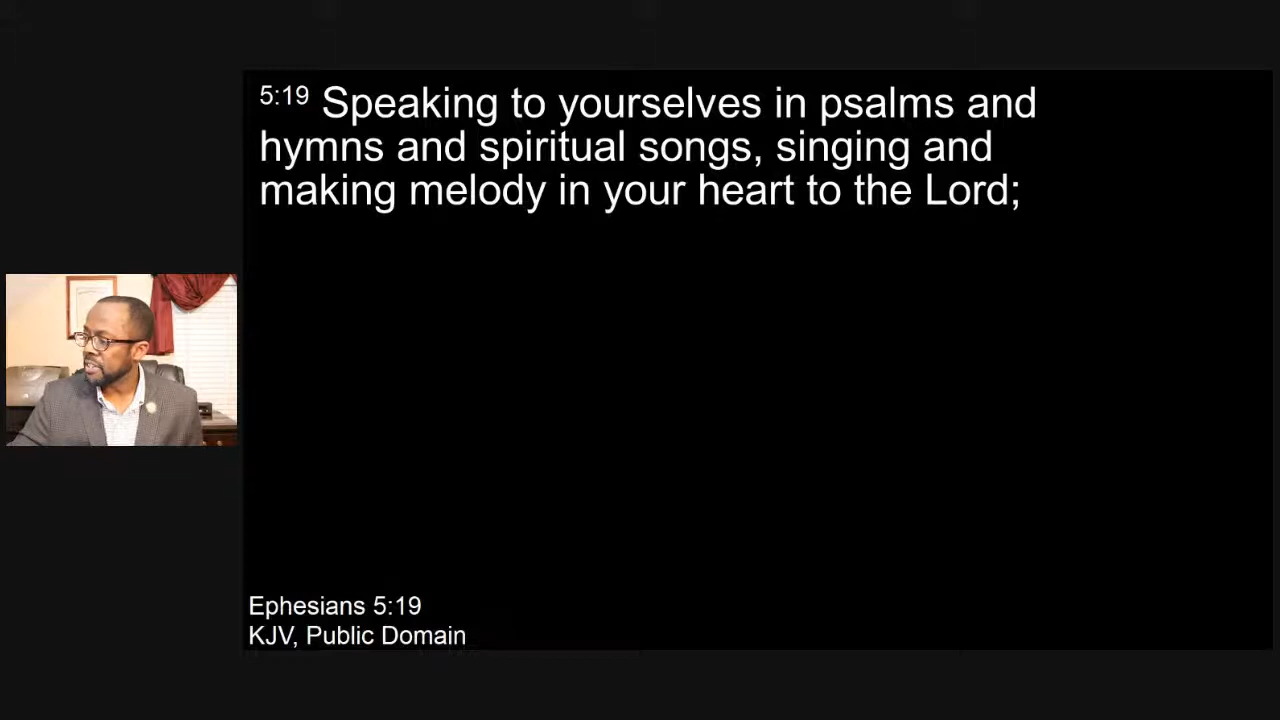 5:19 Speaking to yourselves in psalms and
hymns and spiritual songs, singing and
making melody in your heart to the Lord;
Ephesians 5:19
KJV, Public Domain